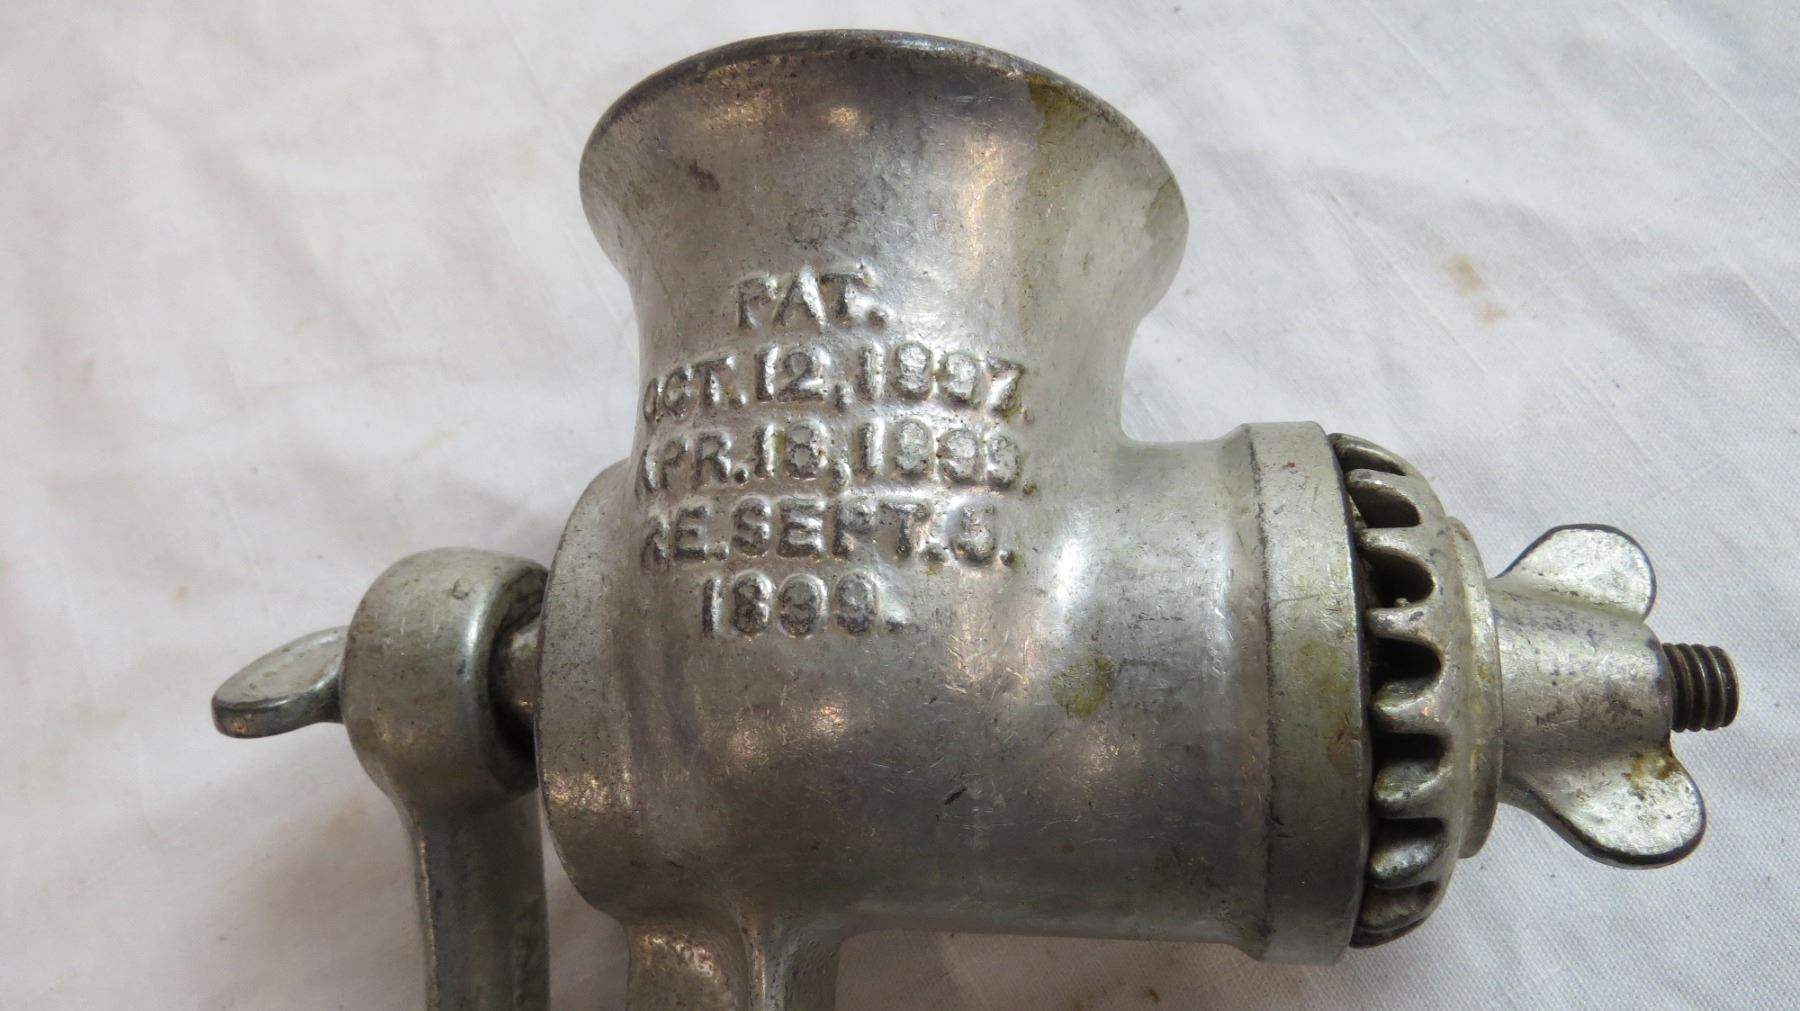 PAT.
OCT.12,1897.
APR.18,1899.
RE.SEPT.5.
1899.